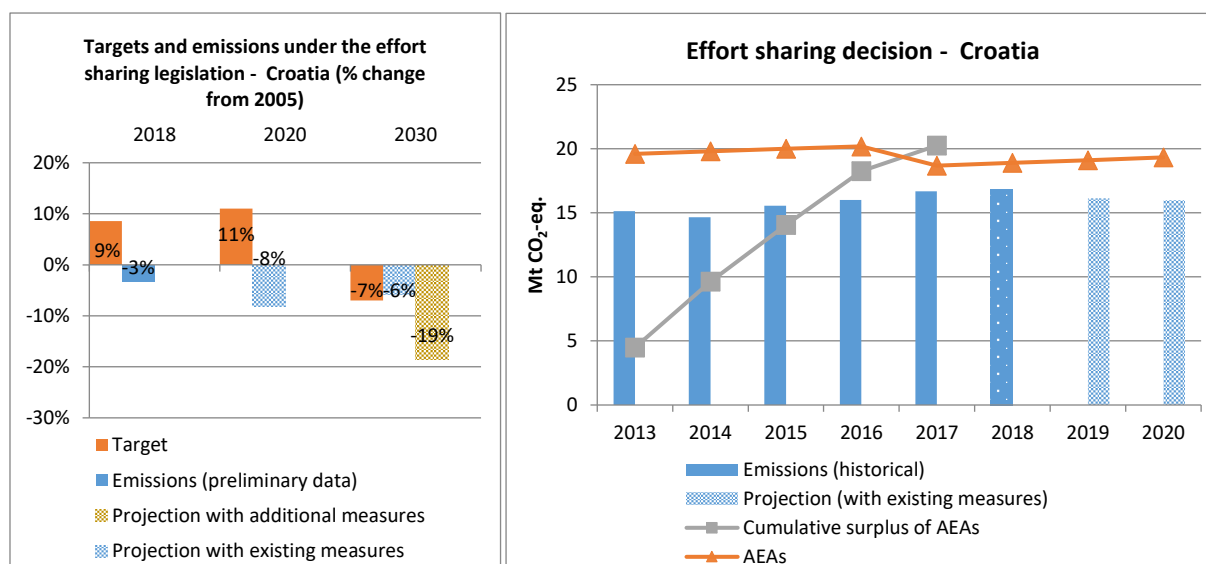 Targets and emissions under the effort
sharing legislation -  Croatia (% change
from 2005)
2018
2020
2030
20%
10%
0%
-10%
-20%
-30%
9%
-3%
11%
-8%
-7%
-6%
-19%
Target
Emissions (preliminary data)
Projection with additional measures
Projection with existing measures
Effort sharing decision -  Croatia
Mt CO₂-eq.
25
20
15
10
5
0
2013
2014
2015
2016
2017
2018
2019
2020
Emissions (historical)
Projection (with existing measures)
Cumulative surplus of AEAs
AEAs